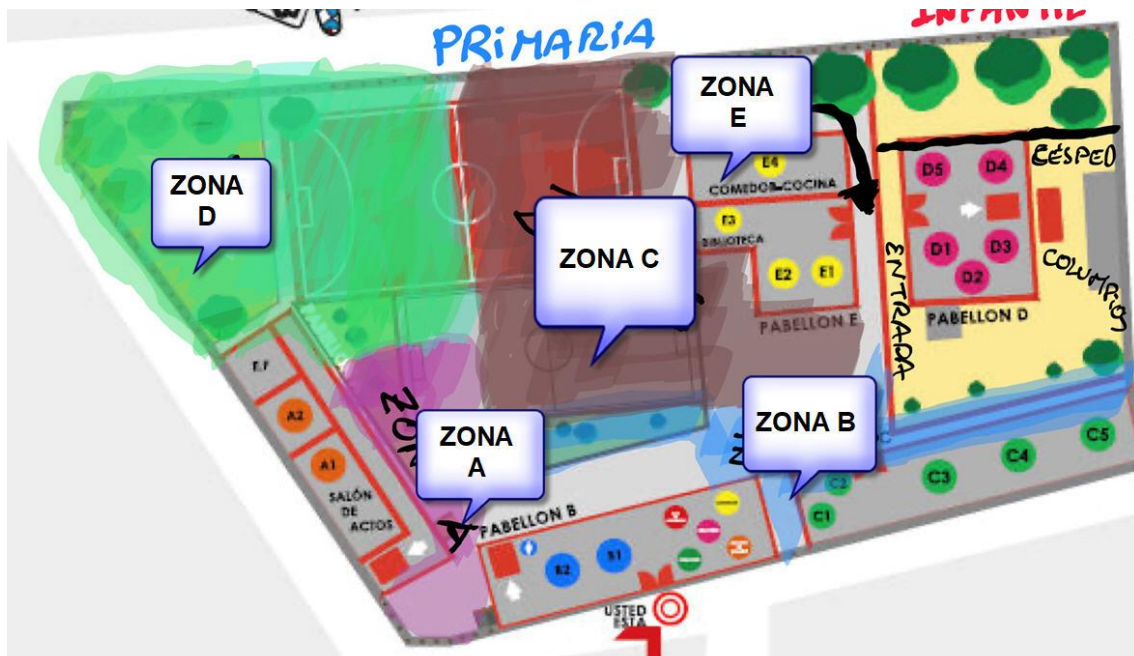 PRIMARIA
INFANTIL
ZONA
E
ZONA
D
ZONA C
ZONA
A
ZONA B
E4
COMEDOR-COCINA
E3
BIBLIOTECA
E2
E1
PABELLON E
ENTRADA
D5
D4
D1
D3
D2
PABELLON D
CÉSPED
COLUMPIOS
E.F
A2
A1
SALÓN
DE
ACTOS
ZON
A
PABELLON B
B2
B1
C2
C1
C3
C4
C5
USTED
ESTA